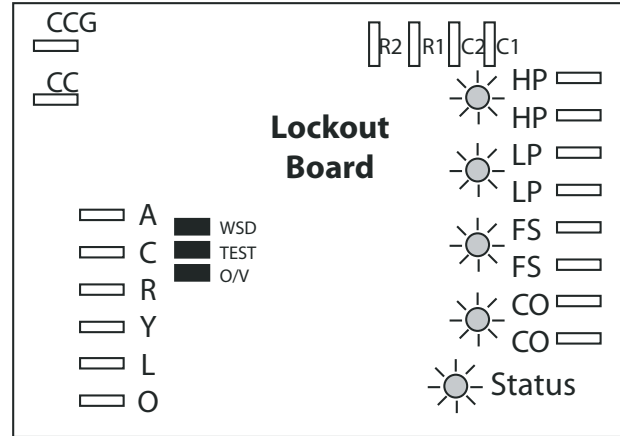 CCG
CC
R2 R1 C2 C1
Lockout
Board
HP
HP
LP
LP
FS
FS
CO
CO
Status
A
C
R
Y
L
O
WSD
TEST
O/V